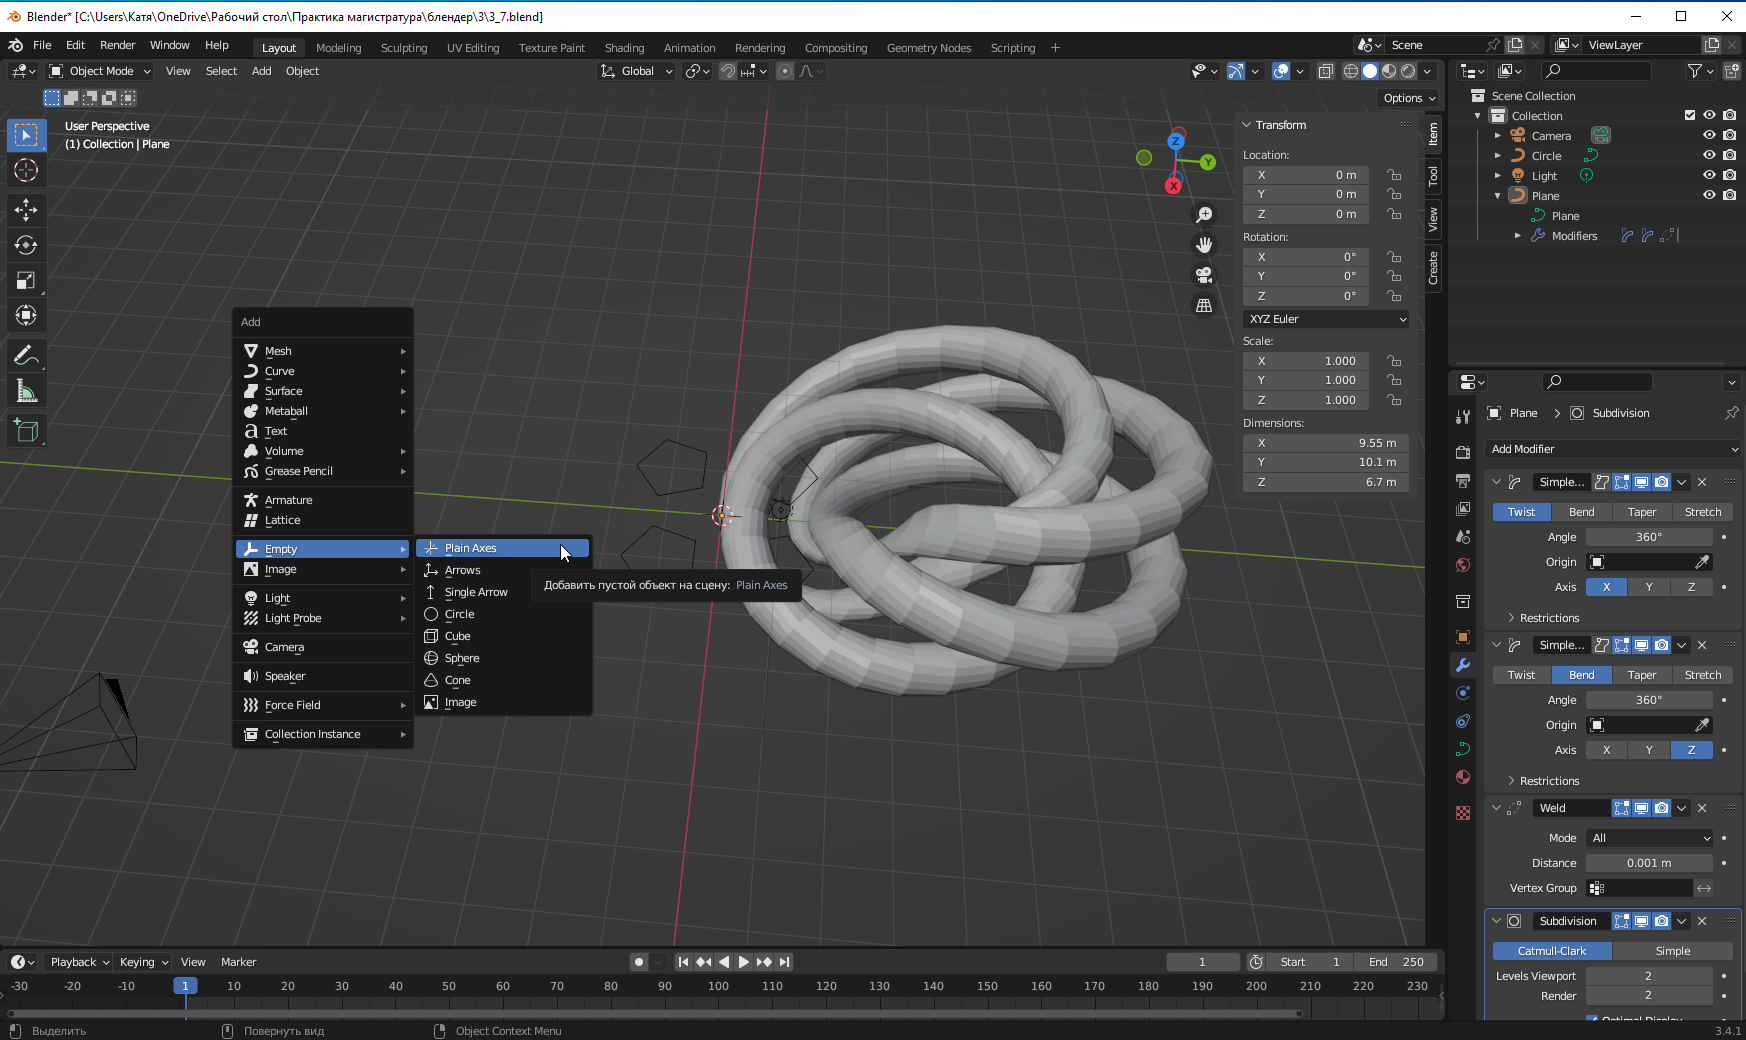 Blender* [C:\Users\Катя\OneDrive\Рабочий стол\Практика магистратура\блендер\3\3_7.blend]
File Edit Render Window Help Layout Modeling Sculpting UV Editing Texture Paint Shading Animation Rendering Compositing Geometry Nodes Scripting + Scene ViewLayer
Object Mode View Select Add Object Global
Options
User Perspective
(1) Collection | Plane
Z
Y
X
Transform
Location:
X 0 m
Y 0 m
Z 0 m
Rotation:
X 0°
Y 0°
Z 0°
XYZ Euler
Scale:
X 1.000
Y 1.000
Z 1.000
Dimensions:
X 9.55 m
Y 10.1 m
Z 6.7 m
Item
Tool
View
Create
Scene Collection
Collection
Camera
Circle
Light
Plane
Plane
Modifiers
Add
Mesh
Curve
Surface
Metaball
Text
Volume
Grease Pencil
Armature
Lattice
Empty
Image
Light
Light Probe
Camera
Speaker
Force Field
Collection Instance
Plain Axes
Arrows
Single Arrow
Circle
Cube
Sphere
Cone
Image
Добавить пустой объект на сцену: Plain Axes
Plane > Subdivision
Add Modifier
Simple...
Twist Bend Taper Stretch
Angle 360°
Origin
Axis X Y Z
Restrictions
Simple...
Twist Bend Taper Stretch
Angle 360°
Origin
Axis X Y Z
Restrictions
Weld
Mode All
Distance 0.001 m
Vertex Group
Subdivision
Catmull-Clark Simple
Levels Viewport 2
Render 2
Optimal Display
Playback Keying View Marker 1 Start 1 End 250
-30 -20 -10 1 10 20 30 40 50 60 70 80 90 100 110 120 130 140 150 160 170 180 190 200 210 220 230
Выделить Повернуть вид Object Context Menu 3.4.1